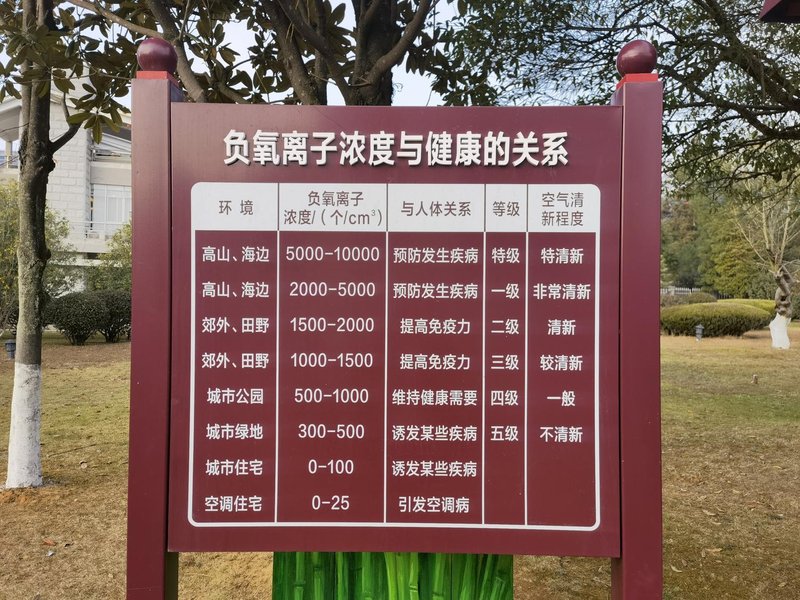 负氧离子浓度与健康的关系
环 境 负氧离子浓度/(个/cm³) 与人体关系 等级 空气清新程度
高山、海边 5000-10000 预防发生疾病 特级 特清新
高山、海边 2000-5000 预防发生疾病 一级 非常清新
郊外、田野 1500-2000 提高免疫力 二级 清新
郊外、田野 1000-1500 提高免疫力 三级 较清新
城市公园 500-1000 维持健康需要 四级 一般
城市绿地 300-500 诱发某些疾病 五级 不清新
城市住宅 0-100 诱发某些疾病
空调住宅 0-25 引发空调病